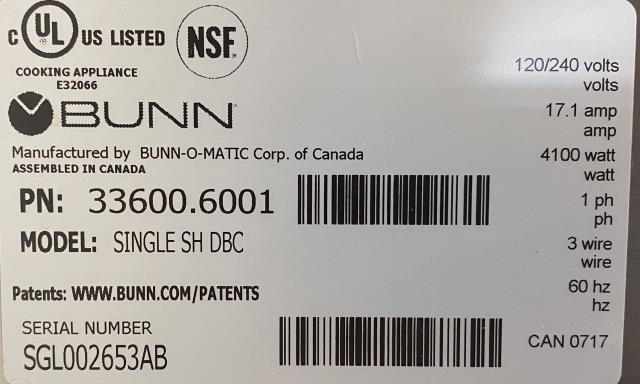 C UL US LISTED
NSF
COOKING APPLIANCE
E32066
BUNN
Manufactured by BUNN-O-MATIC Corp. of Canada
ASSEMBLED IN CANADA
PN: 33600.6001
MODEL: SINGLE SH DBC
Patents: WWW.BUNN.COM/PATENTS
SERIAL NUMBER
SGL002653AB
120/240 volts
volts
17.1 amp
amp
4100 watt
watt
1 ph
ph
3 wire
wire
60 hz
hz
CAN 0717